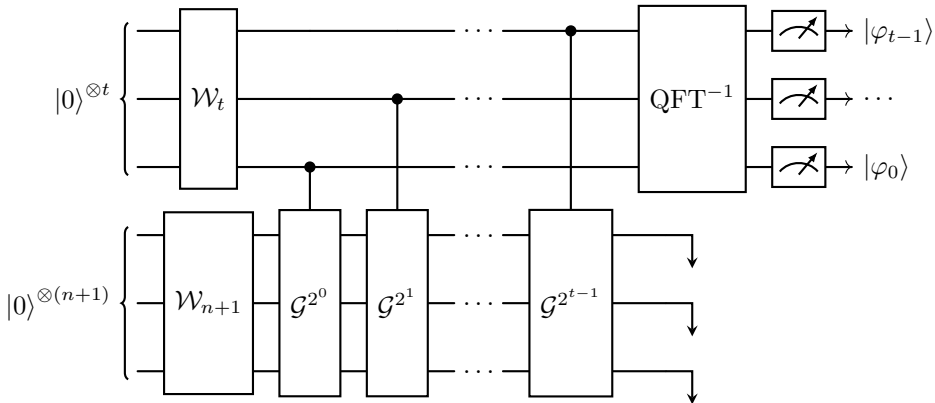 |φ_{t−1}⟩
|0⟩^{⊗t} 𝒲_t QFT^{−1} ⋯
|φ_0⟩
|0⟩^{⊗(n+1)} 𝒲_{n+1} 𝒢^{2^0} 𝒢^{2^1} ⋯ 𝒢^{2^{t−1}}